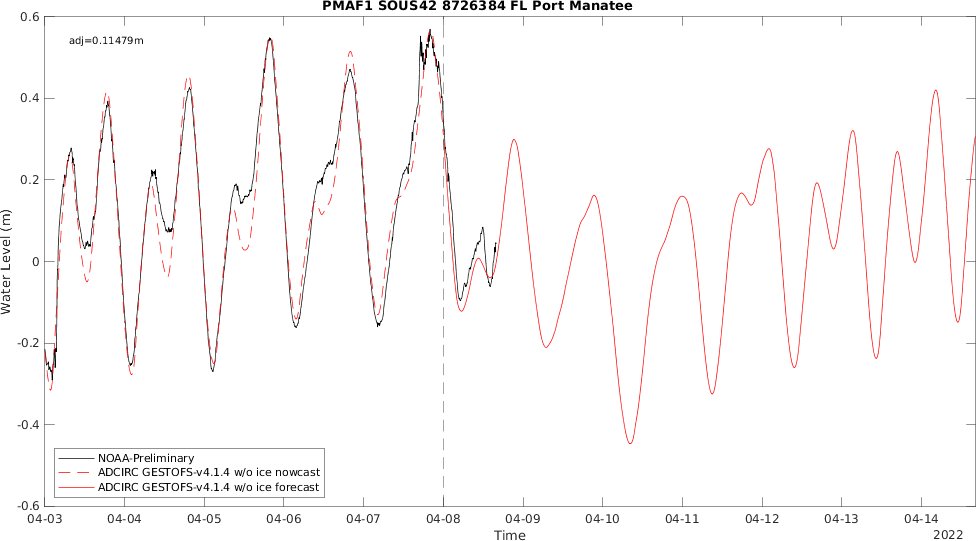 PMAF1 SOUS42 8726384 FL Port Manatee
adj=0.11479m
0.6
0.4
0.2
0
-0.2
-0.4
-0.6
Water Level (m)
NOAA-Preliminary
ADCIRC GESTOFS-v4.1.4 w/o ice nowcast
ADCIRC GESTOFS-v4.1.4 w/o ice forecast
04-03 04-04 04-05 04-06 04-07 04-08 04-09 04-10 04-11 04-12 04-13 04-14
Time
2022